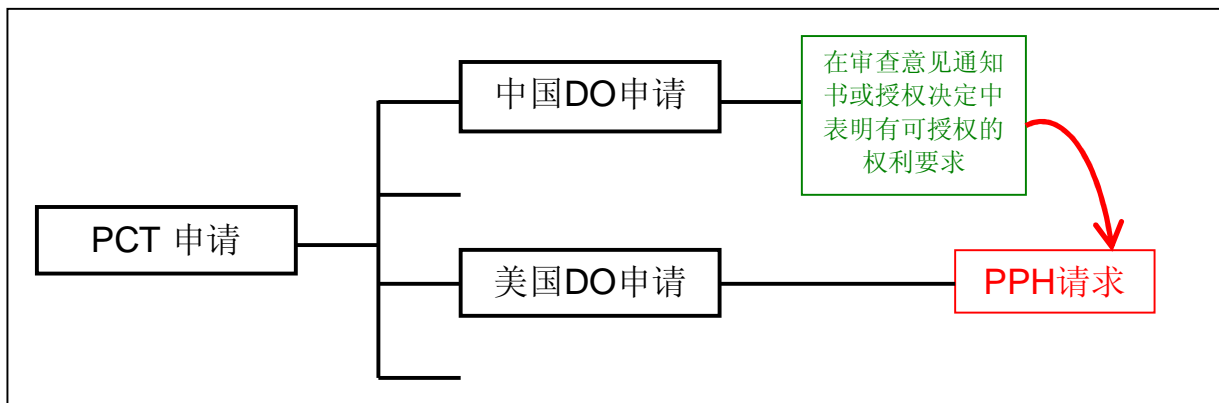 中国DO申请
在审查意见通知
书或授权决定中
表明有可授权的
权利要求
PCT 申请
美国DO申请
PPH请求